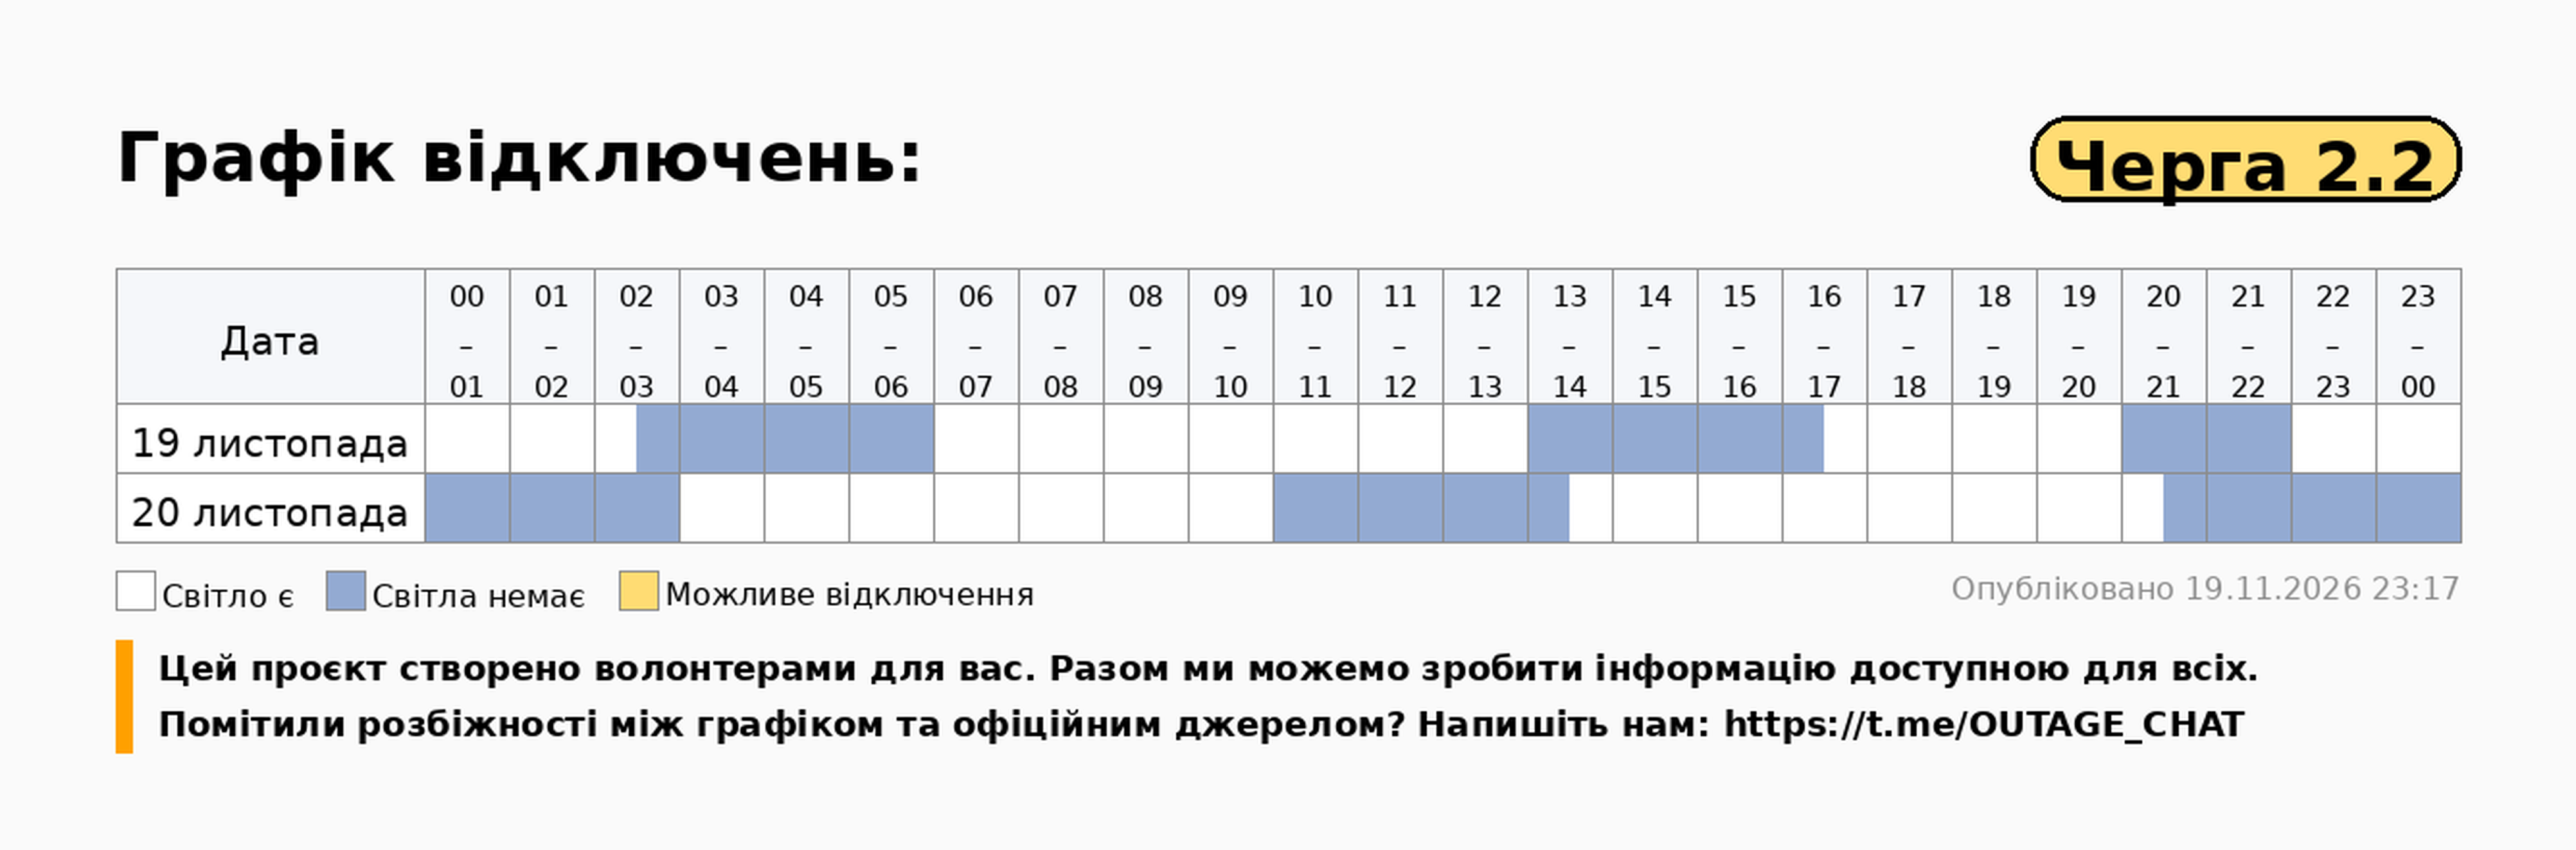 Графік відключень:
Черга 2.2
Дата 00 – 01 01 – 02 02 – 03 03 – 04 04 – 05 05 – 06 06 – 07 07 – 08 08 – 09 09 – 10 10 – 11 11 – 12 12 – 13 13 – 14 14 – 15 15 – 16 16 – 17 17 – 18 18 – 19 19 – 20 20 – 21 21 – 22 22 – 23 23 – 00
19 листопада
20 листопада
Світло є Світла немає Можливе відключення
Опубліковано 19.11.2026 23:17
Цей проєкт створено волонтерами для вас. Разом ми можемо зробити інформацію доступною для всіх.
Помітили розбіжності між графіком та офіційним джерелом? Напишіть нам: https://t.me/OUTAGE_CHAT